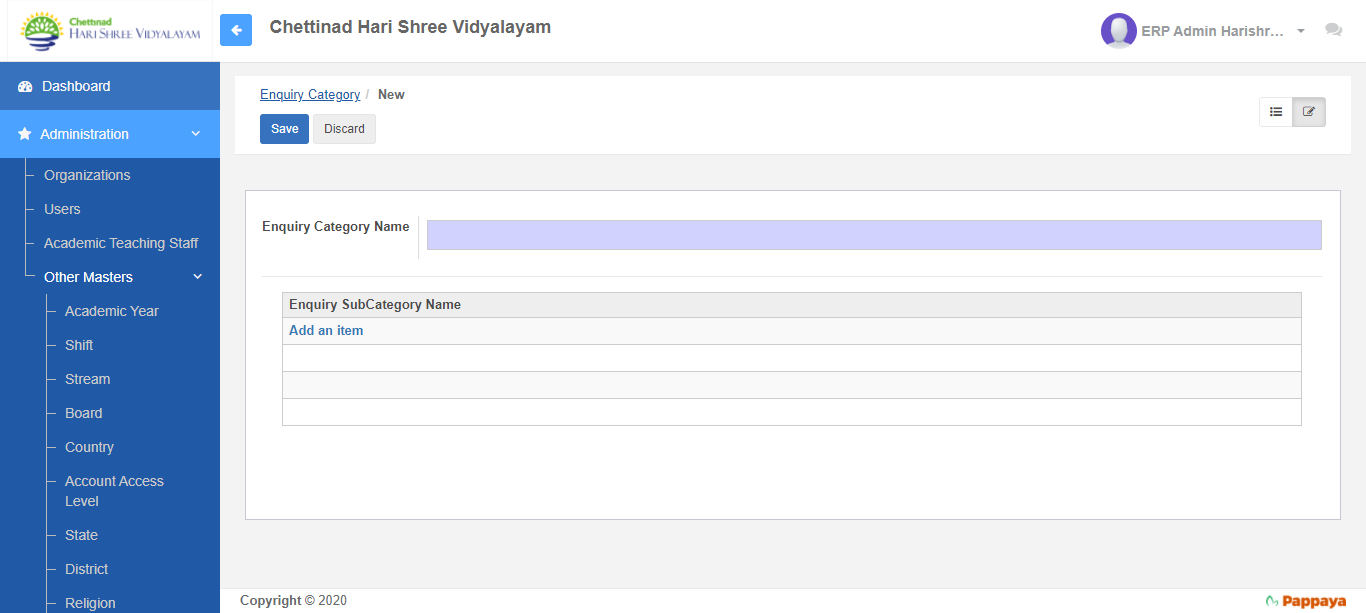 Chettinad
HARI SHREE VIDYALAYAM
Chettinad Hari Shree Vidyalayam
ERP Admin Harishr...
Dashboard
Administration
Organizations
Users
Academic Teaching Staff
Other Masters
Academic Year
Shift
Stream
Board
Country
Account Access
Level
State
District
Religion
Enquiry Category / New
Save Discard
Enquiry Category Name
Enquiry SubCategory Name
Add an item
Copyright © 2020
Pappaya